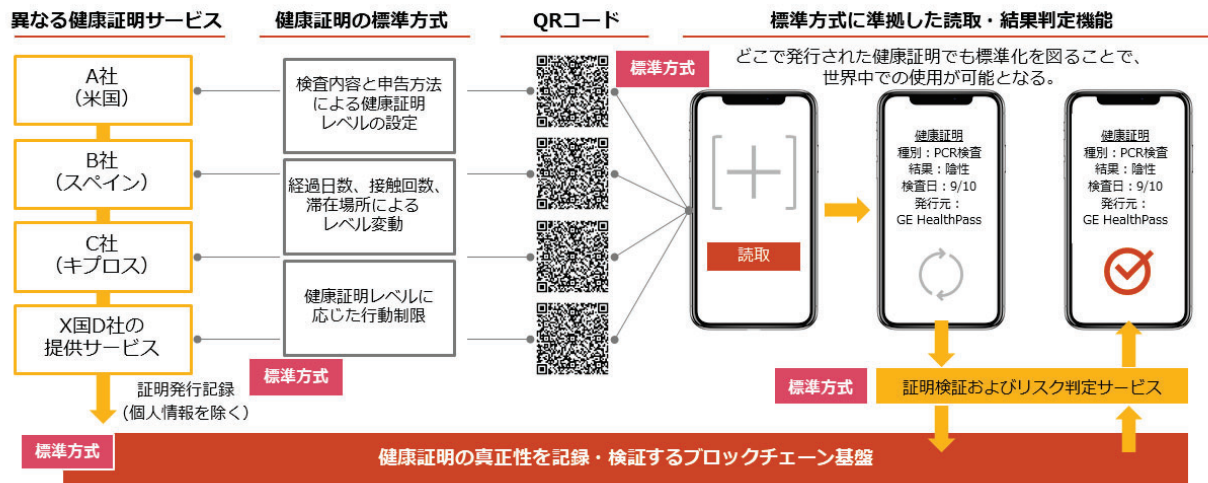 異なる健康証明サービス
健康証明の標準方式
QRコード
標準方式に準拠した読取・結果判定機能
A社
(米国)
B社
(スペイン)
C社
(キプロス)
X国D社の
提供サービス
証明発行記録
(個人情報を除く)
検査内容と申告方法
による健康証明
レベルの設定
経過日数、接触回数、
滞在場所による
レベル変動
健康証明レベルに
応じた行動制限
標準方式
標準方式
どこで発行された健康証明でも標準化を図ることで、
世界中での使用が可能となる。
読取
健康証明
種別:PCR検査
結果:陰性
検査日:9/10
発行元:
GE HealthPass
健康証明
種別:PCR検査
結果:陰性
検査日:9/10
発行元:
GE HealthPass
標準方式
証明検証およびリスク判定サービス
標準方式
健康証明の真正性を記録・検証するブロックチェーン基盤